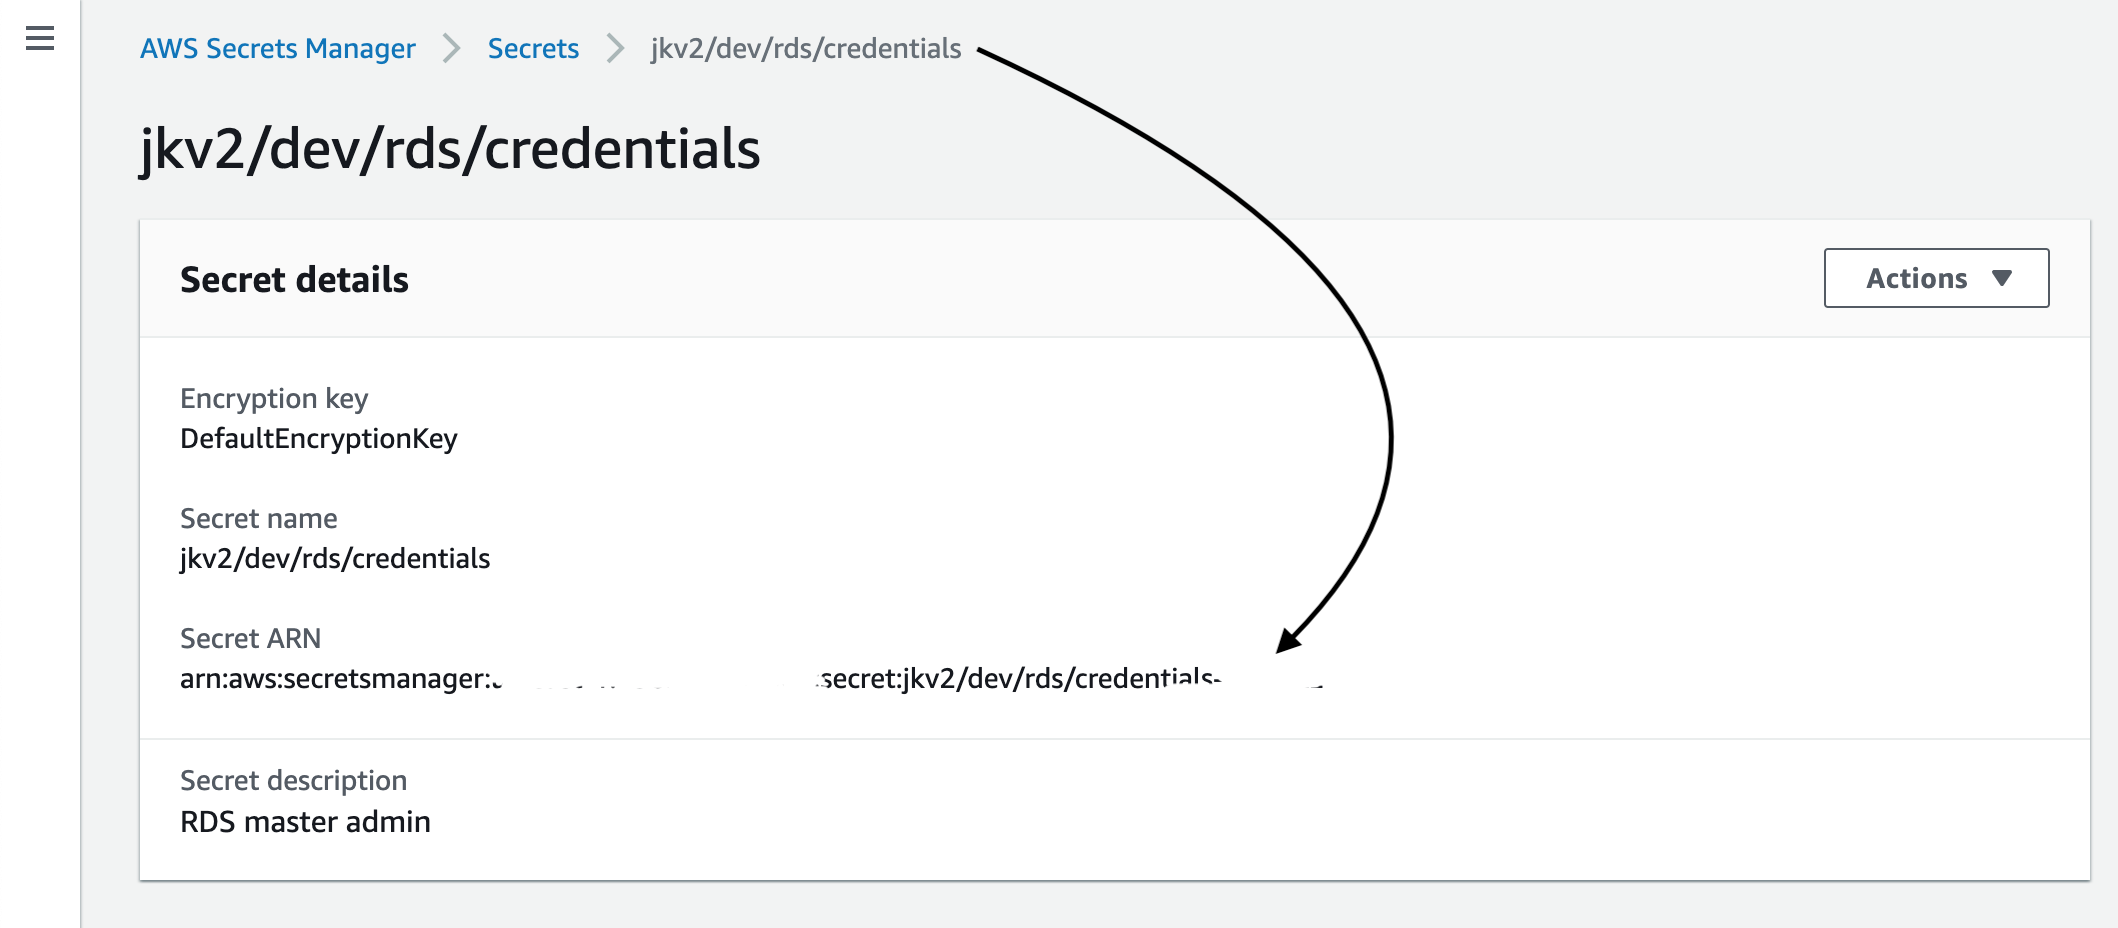 AWS Secrets Manager > Secrets > jkv2/dev/rds/credentials
jkv2/dev/rds/credentials
Secret details
Actions
Encryption key
DefaultEncryptionKey
Secret name
jkv2/dev/rds/credentials
Secret ARN
arn:aws:secretsmanager: :secret:jkv2/dev/rds/credentials-
Secret description
RDS master admin